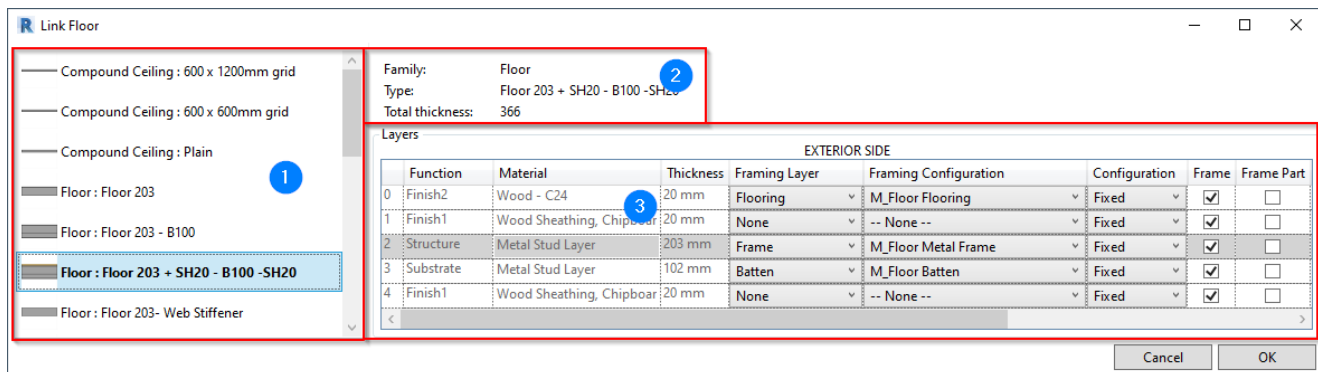 Link Floor
Compound Ceiling : 600 x 1200mm grid
Compound Ceiling : 600 x 600mm grid
Compound Ceiling : Plain
Floor : Floor 203
Floor : Floor 203 - B100
Floor : Floor 203 + SH20 - B100 -SH20
Floor : Floor 203- Web Stiffener
1
Family: Floor
Type: Floor 203 + SH20 - B100 -SH20
Total thickness: 366
2
Layers
EXTERIOR SIDE
Function Material Thickness Framing Layer Framing Configuration Configuration Frame Frame Part
0 Finish2 Wood - C24 20 mm Flooring M_Floor Flooring Fixed
1 Finish1 Wood Sheathing, Chipboar 20 mm None -- None -- Fixed
2 Structure Metal Stud Layer 203 mm Frame M_Floor Metal Frame Fixed
3 Substrate Metal Stud Layer 102 mm Batten M_Floor Batten Fixed
4 Finish1 Wood Sheathing, Chipboar 20 mm None -- None -- Fixed
3
Cancel OK